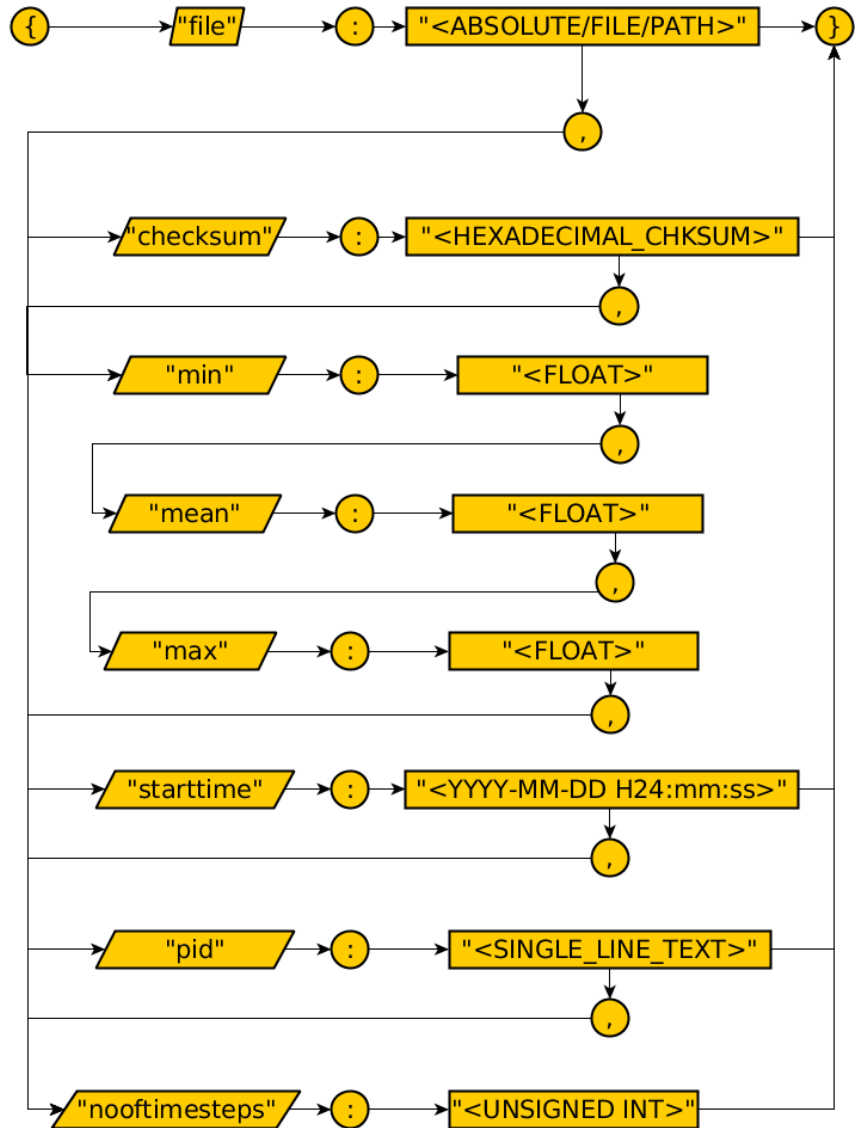 { "file" : "<ABSOLUTE/FILE/PATH>" }
,
"checksum" : "<HEXADECIMAL_CHKSUM>"
,
"min" : "<FLOAT>"
,
"mean" : "<FLOAT>"
,
"max" : "<FLOAT>"
,
"starttime" : "<YYYY-MM-DD H24:mm:ss>"
,
"pid" : "<SINGLE_LINE_TEXT>"
,
"nooftimesteps" : "<UNSIGNED INT>"